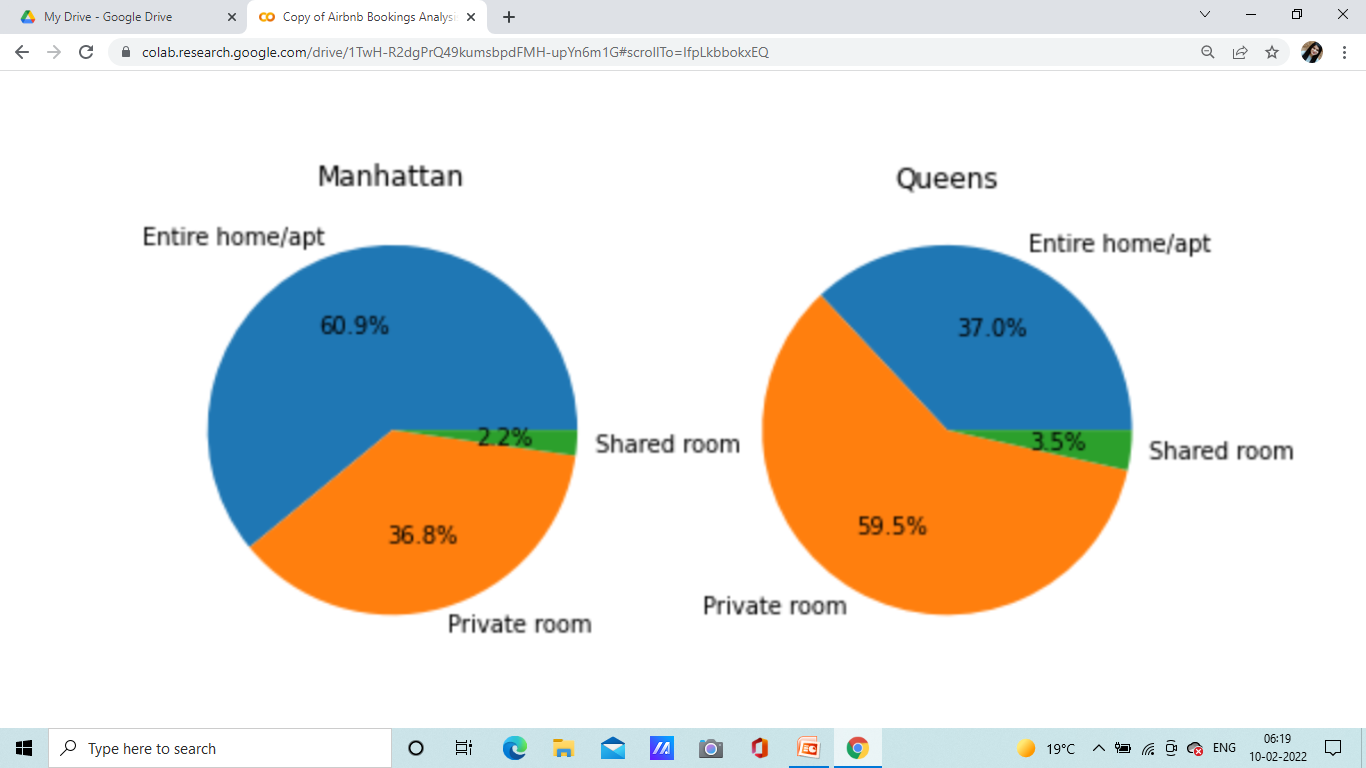 My Drive - Google Drive
Copy of Airbnb Bookings Analysi
colab.research.google.com/drive/1TwH-R2dgPrQ49kumsbpdFMH-upYn6m1G#scrollTo=IfpLkbbokxEQ
Manhattan
Entire home/apt
60.9%
2.2%
Shared room
36.8%
Private room
Queens
Entire home/apt
37.0%
3.5%
Shared room
59.5%
Private room
Type here to search
19°C
ENG
06:19
10-02-2022